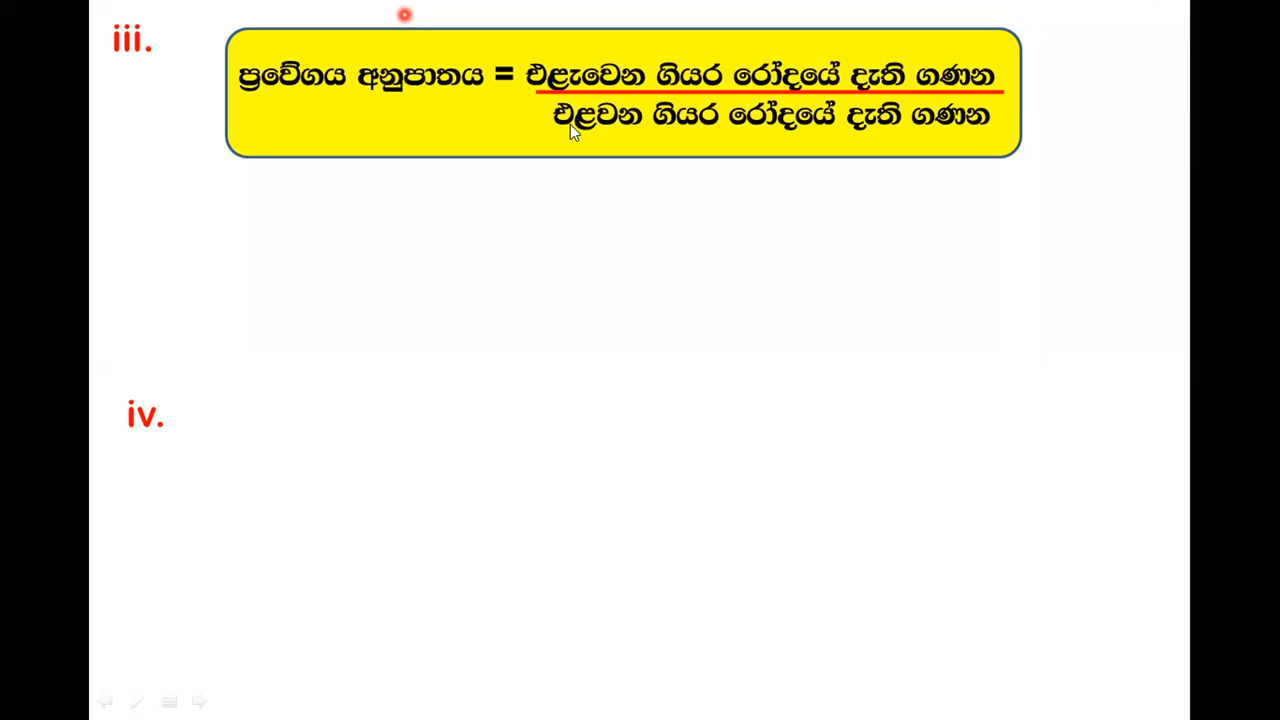 iii.
ප්‍රවේගය අනුපාතය = එළැවෙන ගියර රෝදයේ දැති ගණන
එළවන ගියර රෝදයේ දැති ගණන
iv.